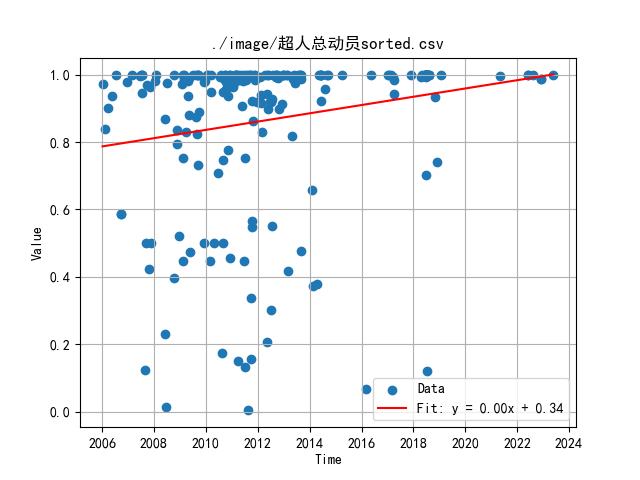 ./image/超人总动员sorted.csv
1.0
0.8
0.6
0.4
0.2
0.0
Value
2006 2008 2010 2012 2014 2016 2018 2020 2022 2024
Time
Data
Fit: y = 0.00x + 0.34